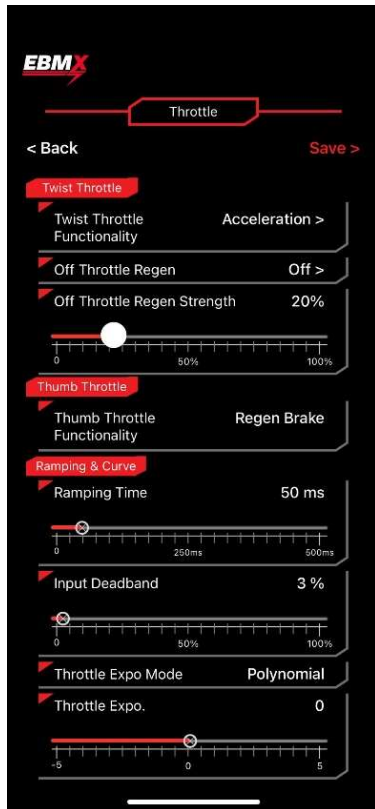 EBMX
Throttle
< Back Save >
Twist Throttle
Twist Throttle Functionality Acceleration >
Off Throttle Regen Off >
Off Throttle Regen Strength 20%
0 50% 100%
Thumb Throttle
Thumb Throttle Functionality Regen Brake
Ramping & Curve
Ramping Time 50 ms
0 250ms 500ms
Input Deadband 3 %
0 50% 100%
Throttle Expo Mode Polynomial
Throttle Expo. 0
-5 0 5